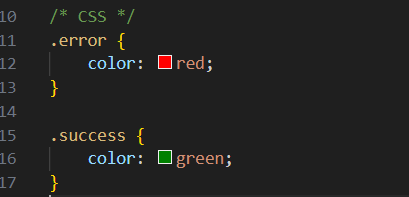 10 /* CSS */
11 .error {
12     color: red;
13 }
14
15 .success {
16     color: green;
17 }